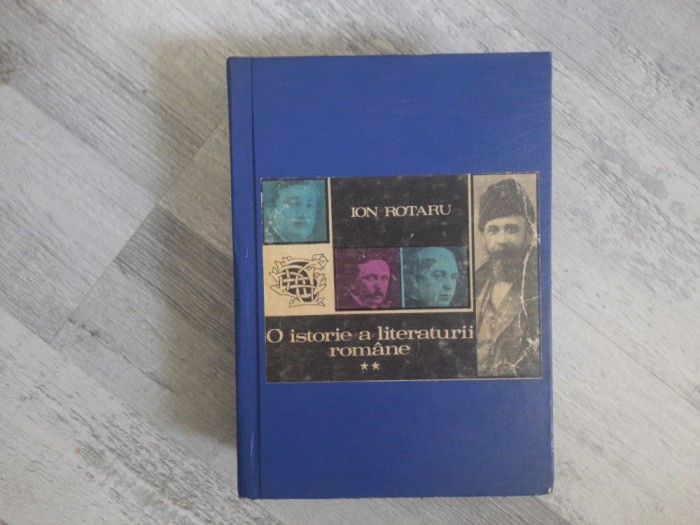 ION ROTARU
O istorie a literaturii
române
**